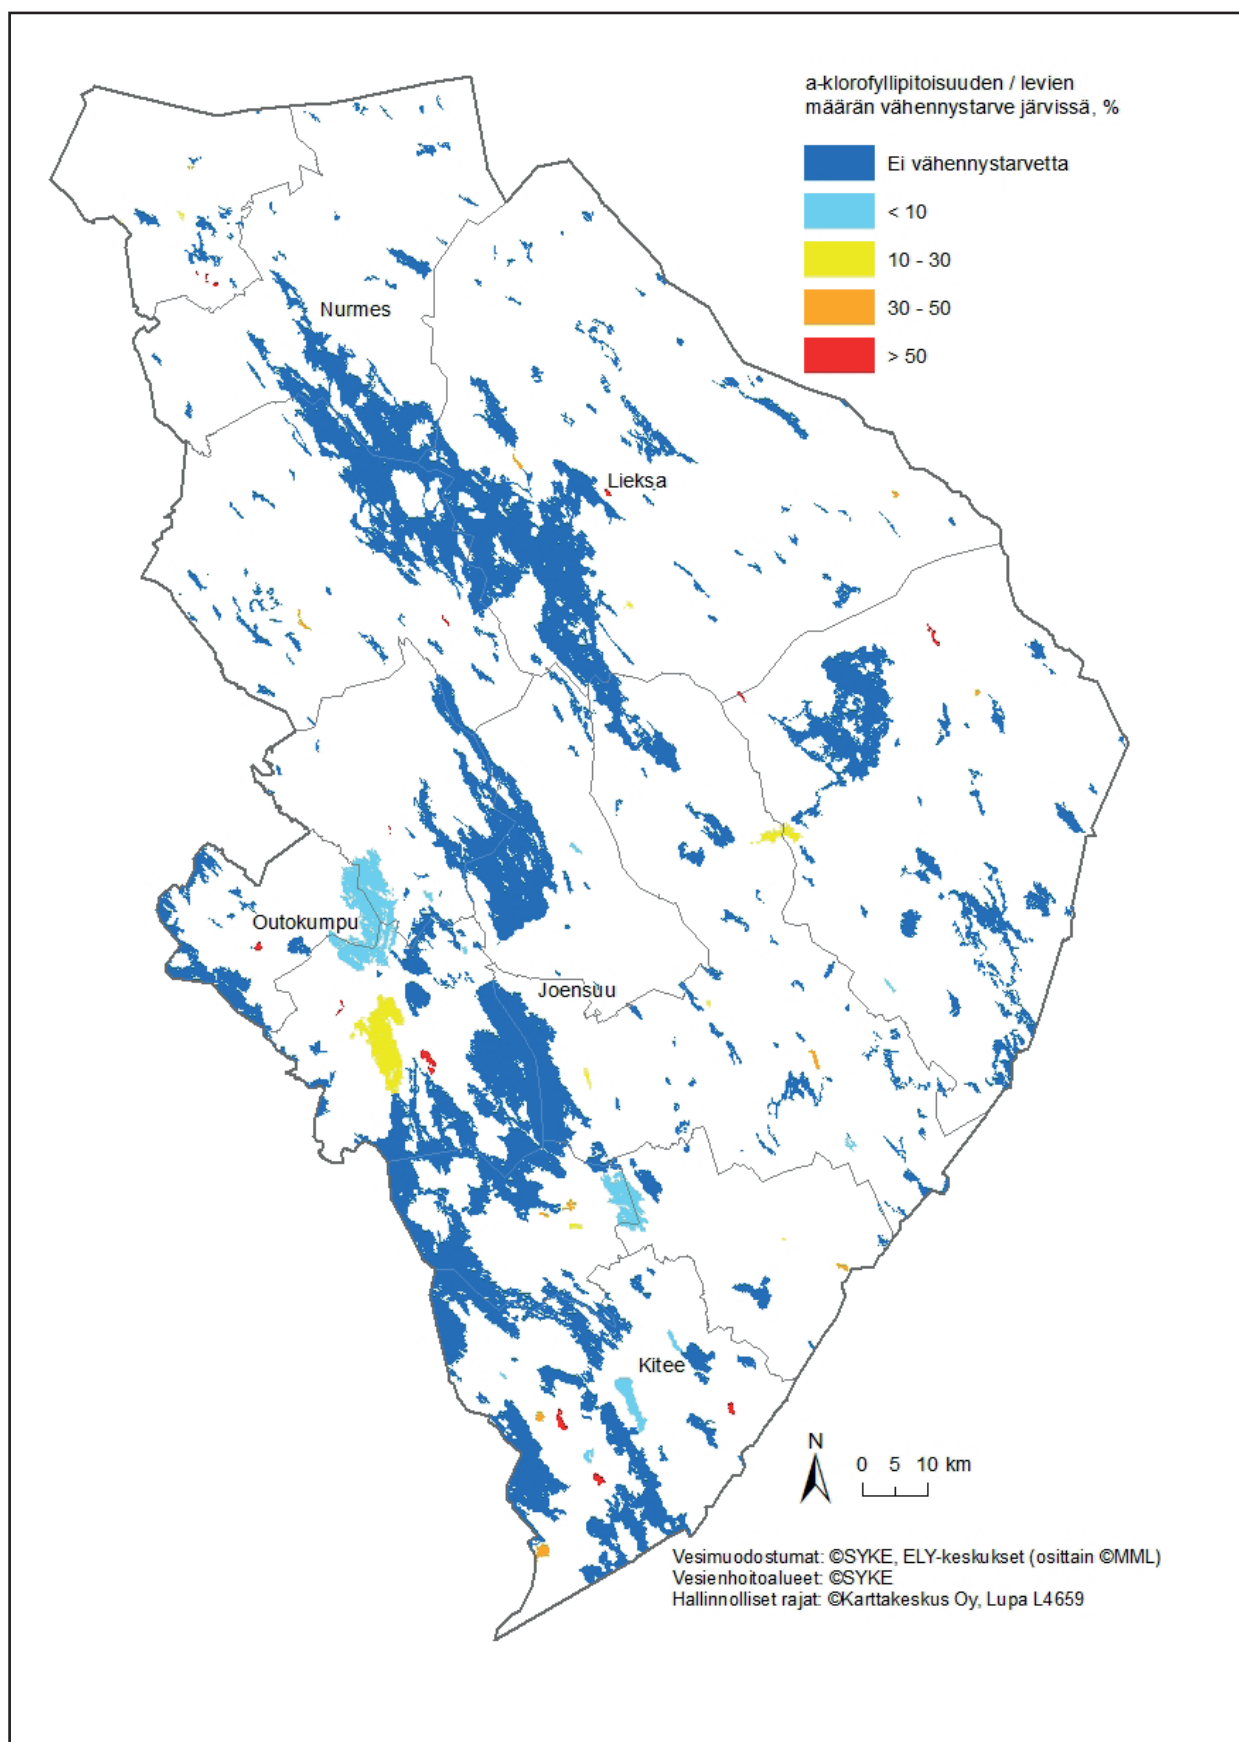 a-klorofyllipitoisuuden / levien
määrän vähennystarve järvissä, %
Ei vähennystarvetta
< 10
10 - 30
30 - 50
> 50
Nurmes
Lieksa
Outokumpu
Joensuu
Kitee
N
0 5 10 km
Vesimuodostumat: ©SYKE, ELY-keskukset (osittain ©MML)
Vesienhoitoalueet: ©SYKE
Hallinnolliset rajat: ©Karttakeskus Oy, Lupa L4659